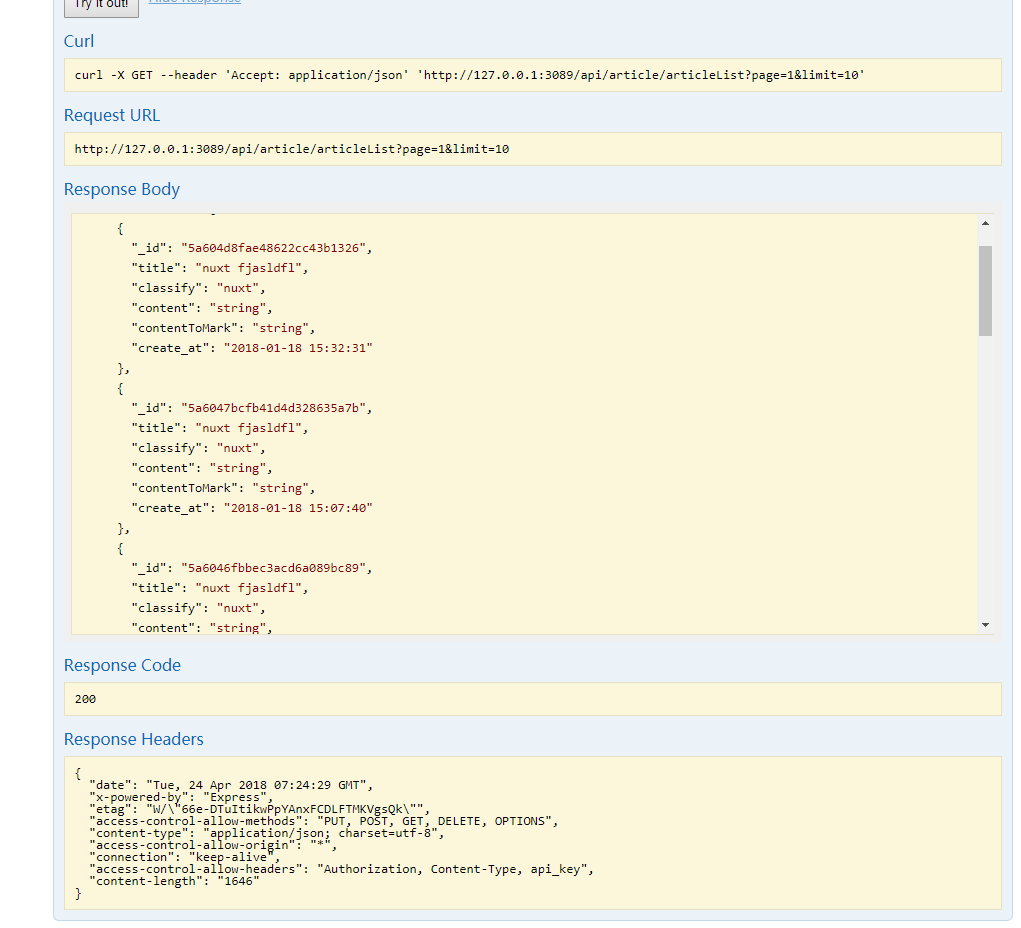 Try it out!
Hide Response
Curl
curl -X GET --header 'Accept: application/json' 'http://127.0.0.1:3089/api/article/articleList?page=1&limit=10'
Request URL
http://127.0.0.1:3089/api/article/articleList?page=1&limit=10
Response Body
{
"_id": "5a604d8fae48622cc43b1326",
"title": "nuxt fjasldfl",
"classify": "nuxt",
"content": "string",
"contentToMark": "string",
"create_at": "2018-01-18 15:32:31"
},
{
"_id": "5a6047bcfb41d4d328635a7b",
"title": "nuxt fjasldfl",
"classify": "nuxt",
"content": "string",
"contentToMark": "string",
"create_at": "2018-01-18 15:07:40"
},
{
"_id": "5a6046fbbec3acd6a089bc89",
"title": "nuxt fjasldfl",
"classify": "nuxt",
"content": "string",
Response Code
200
Response Headers
{
"date": "Tue, 24 Apr 2018 07:24:29 GMT",
"x-powered-by": "Express",
"etag": "W/\"66e-DTuItikwPpYAnxFCDLFTMKVgsQk\"",
"access-control-allow-methods": "PUT, POST, GET, DELETE, OPTIONS",
"content-type": "application/json; charset=utf-8",
"access-control-allow-origin": "*",
"connection": "keep-alive",
"access-control-allow-headers": "Authorization, Content-Type, api_key",
"content-length": "1646"
}